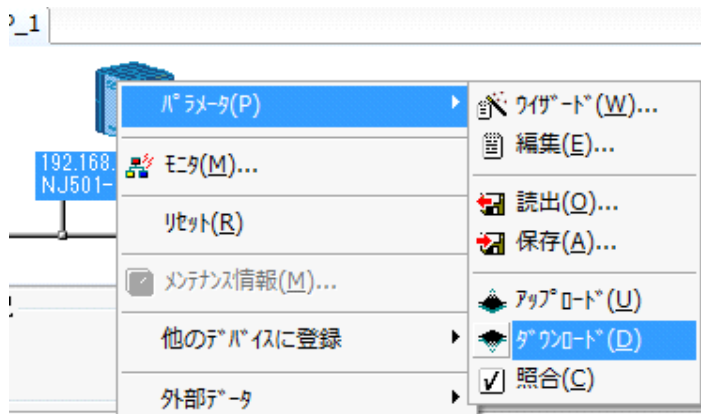 P_1
192.168.
NJ501-
ﾊﾟﾗﾒｰﾀ(P)
ﾓﾆﾀ(M)...
ﾘｾｯﾄ(R)
ﾒﾝﾃﾅﾝｽ情報(M)...
他のﾃﾞﾊﾞｲｽに登録
外部ﾃﾞｰﾀ
ｳｨｻﾞｰﾄﾞ(W)...
編集(E)...
読出(O)...
保存(A)...
ｱｯﾌﾟﾛｰﾄﾞ(U)
ﾀﾞｳﾝﾛｰﾄﾞ(D)
照合(C)